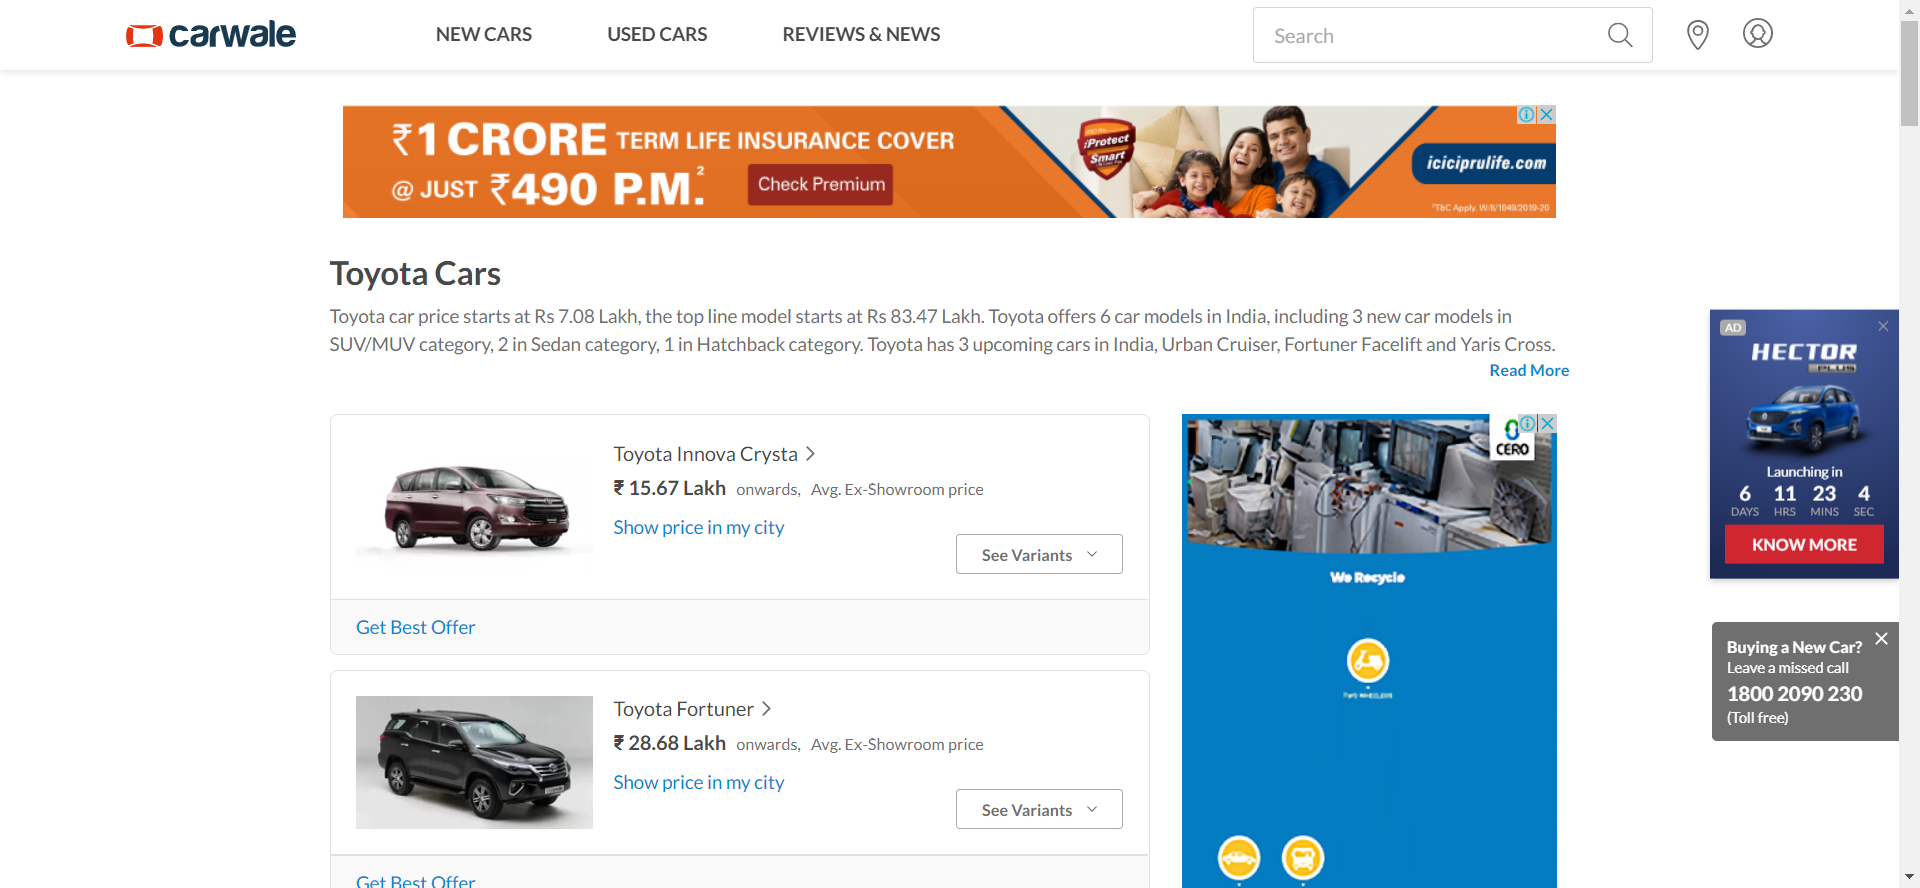 carwale
NEW CARS
USED CARS
REVIEWS & NEWS
Search
₹1 CRORE TERM LIFE INSURANCE COVER
@ JUST ₹490 P.M.²
Check Premium
iProtect
Smart
iciciprulife.com
T&C Apply. W/II/1049/2019-20
Toyota Cars
Toyota car price starts at Rs 7.08 Lakh, the top line model starts at Rs 83.47 Lakh. Toyota offers 6 car models in India, including 3 new car models in
SUV/MUV category, 2 in Sedan category, 1 in Hatchback category. Toyota has 3 upcoming cars in India, Urban Cruiser, Fortuner Facelift and Yaris Cross.
Read More
Toyota Innova Crysta
₹ 15.67 Lakh onwards, Avg. Ex-Showroom price
Show price in my city
See Variants
Get Best Offer
Toyota Fortuner
₹ 28.68 Lakh onwards, Avg. Ex-Showroom price
Show price in my city
See Variants
Get Best Offer
CERO
We Recycle
TWO WHEELERS
AD
HECTOR
PLUS
Launching in
6 11 23 4
DAYS HRS MINS SEC
KNOW MORE
Buying a New Car?
Leave a missed call
1800 2090 230
(Toll free)